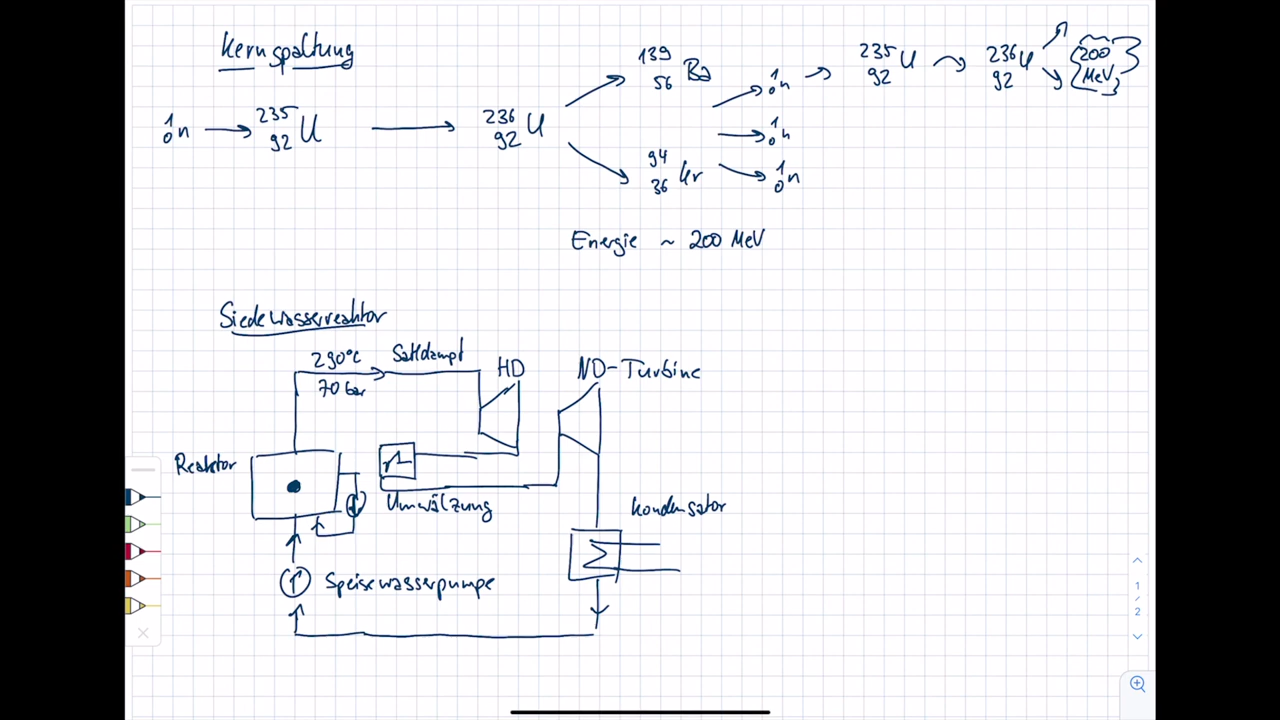 Kernspaltung
1 0 n → 235 92 U → 236 92 U
139 56 Ba
94 36 Kr
1 0 n → 235 92 U → 236 92 U
200 MeV
1 0 n
1 0 n
Energie ~ 200 MeV
Siedewasserreaktor
290°C Sattdampf
70 bar
HD
ND-Turbine
Reaktor
Umwälzung
Kondensator
Speisewasserpumpe
1
/
2